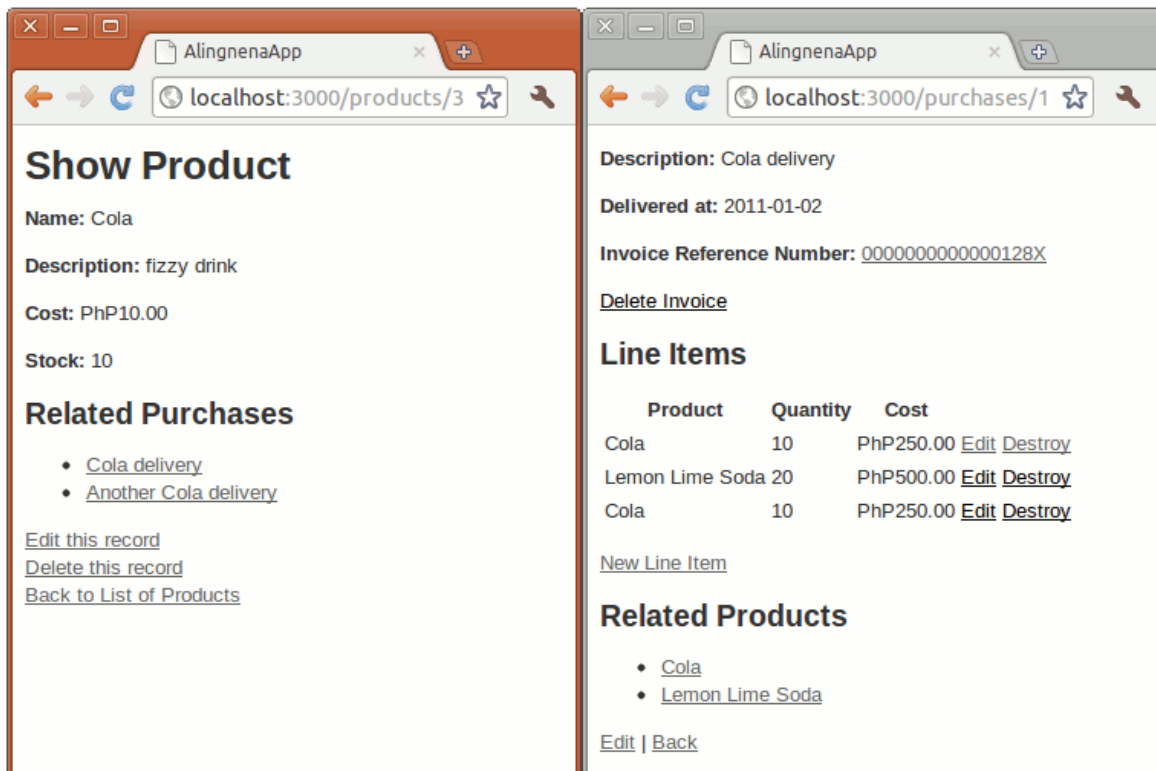 AlingnenaApp
localhost:3000/products/3
Show Product
Name: Cola
Description: fizzy drink
Cost: PhP10.00
Stock: 10
Related Purchases
Cola delivery
Another Cola delivery
Edit this record
Delete this record
Back to List of Products
AlingnenaApp
localhost:3000/purchases/1
Description: Cola delivery
Delivered at: 2011-01-02
Invoice Reference Number: 0000000000000128X
Delete Invoice
Line Items
Product Quantity Cost
Cola 10 PhP250.00 Edit Destroy
Lemon Lime Soda 20 PhP500.00 Edit Destroy
Cola 10 PhP250.00 Edit Destroy
New Line Item
Related Products
Cola
Lemon Lime Soda
Edit | Back